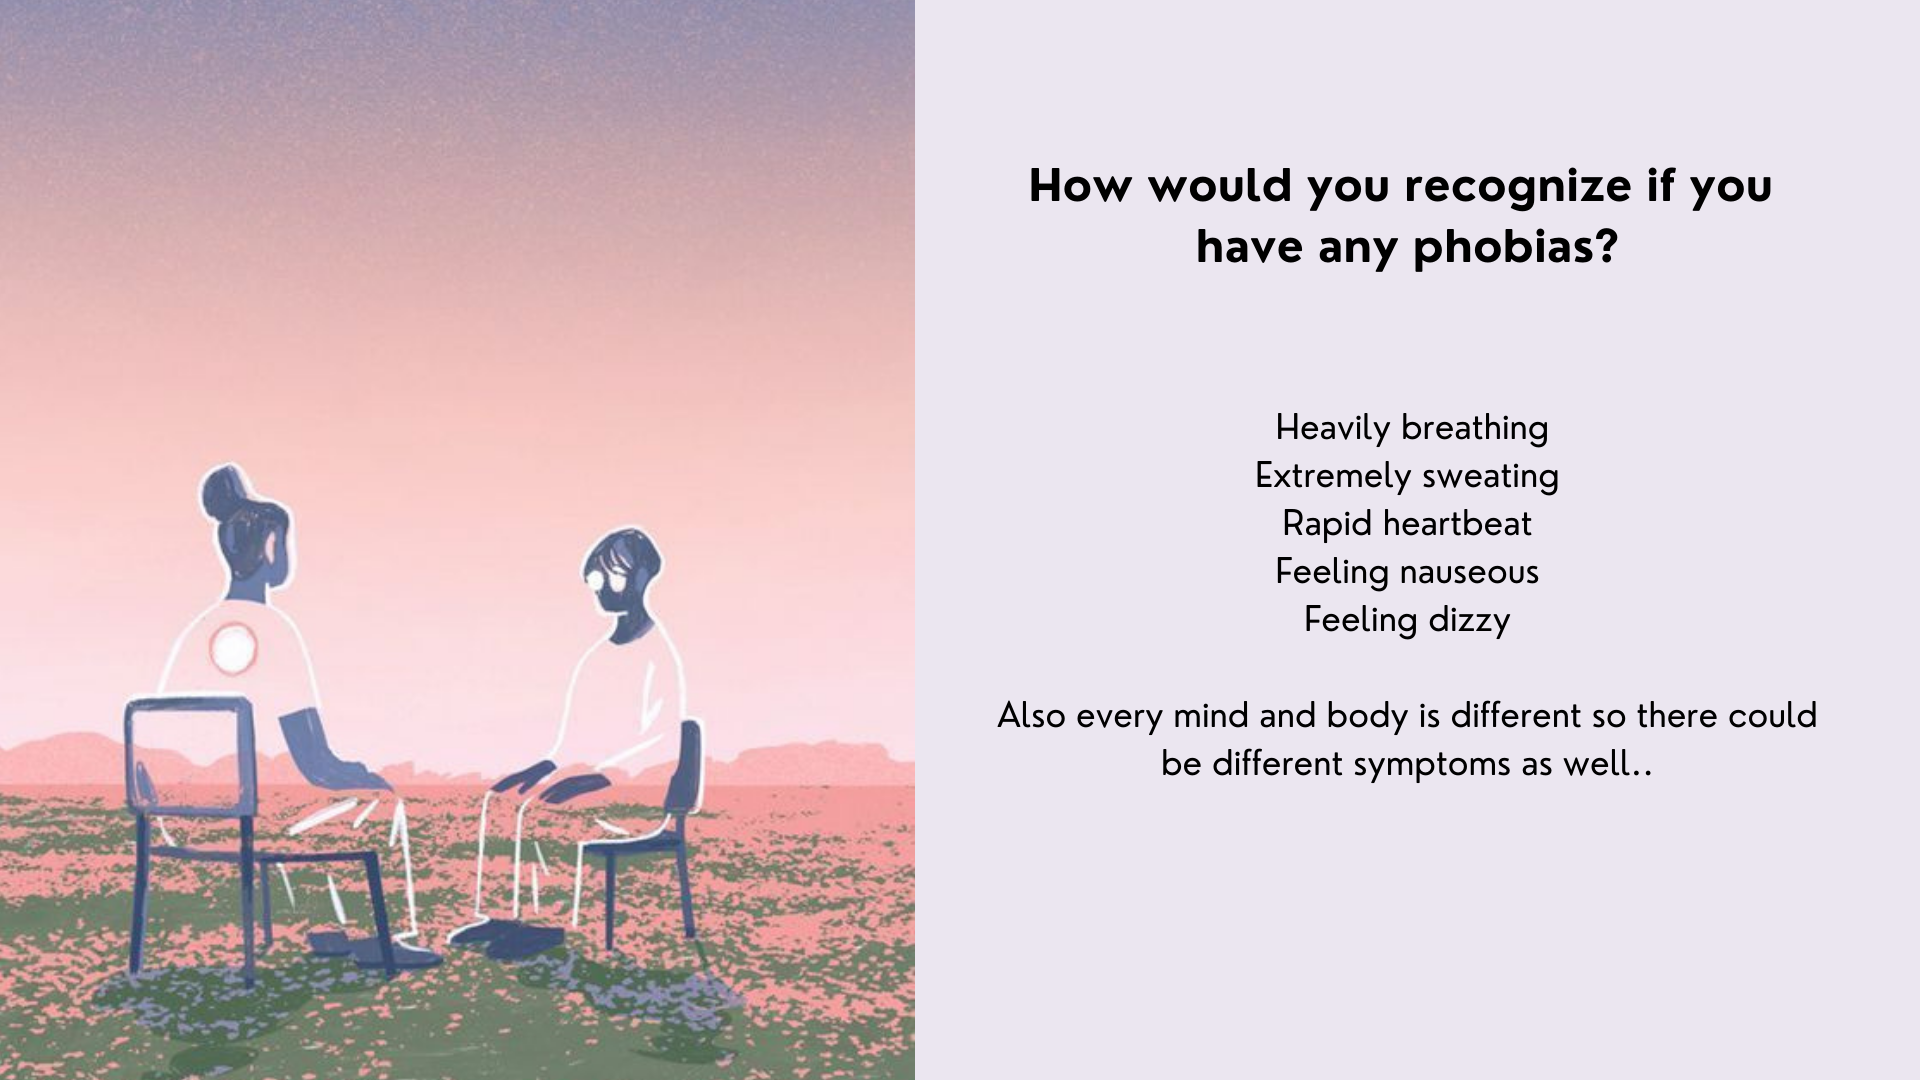 How would you recognize if you
have any phobias?
Heavily breathing
Extremely sweating
Rapid heartbeat
Feeling nauseous
Feeling dizzy
Also every mind and body is different so there could
be different symptoms as well..